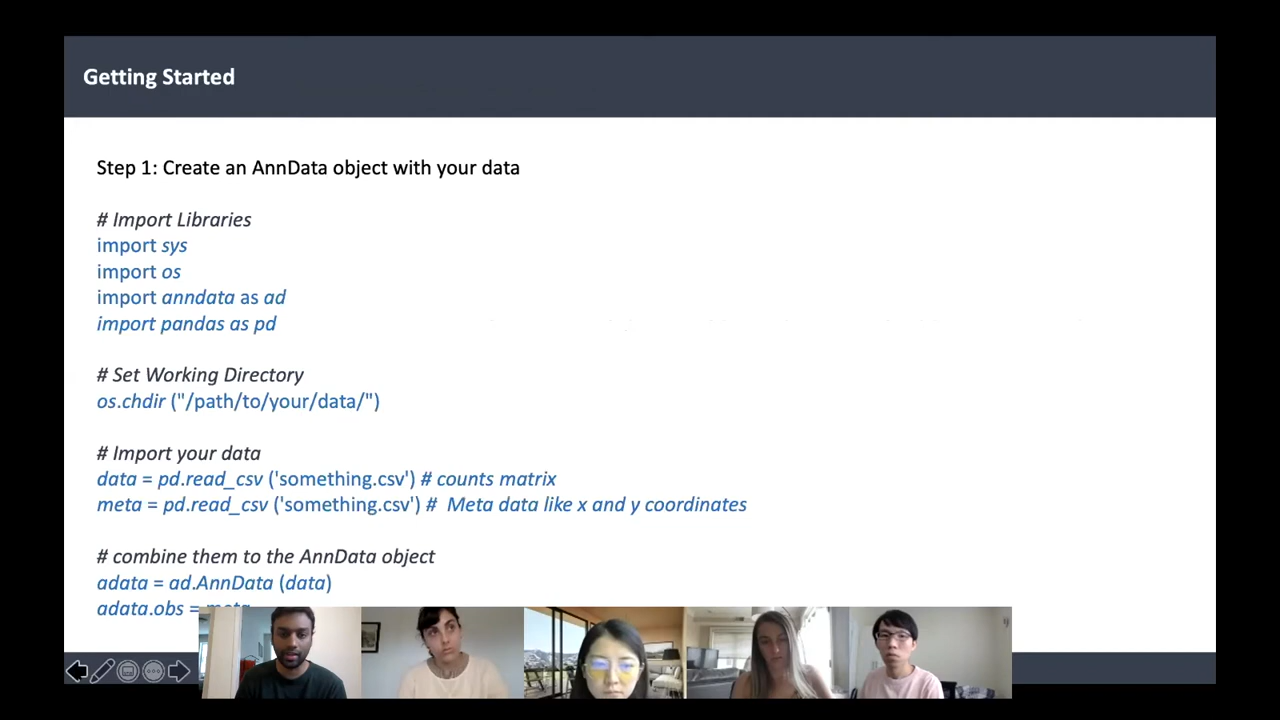 Getting Started
Step 1: Create an AnnData object with your data
# Import Libraries
import sys
import os
import anndata as ad
import pandas as pd
# Set Working Directory
os.chdir ("/path/to/your/data/")
# Import your data
data = pd.read_csv ('something.csv') # counts matrix
meta = pd.read_csv ('something.csv') # Meta data like x and y coordinates
# combine them to the AnnData object
adata = ad.AnnData (data)
adata.obs =